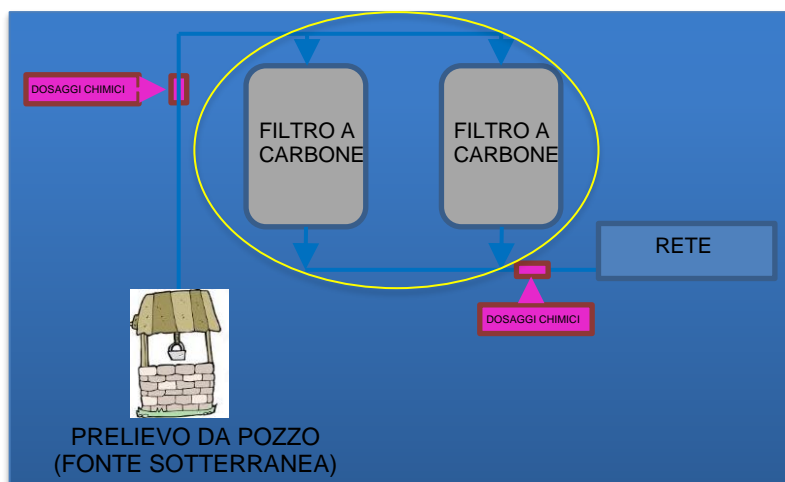 DOSAGGI CHIMICI
FILTRO A
CARBONE
FILTRO A
CARBONE
RETE
DOSAGGI CHIMICI
PRELIEVO DA POZZO
(FONTE SOTTERRANEA)